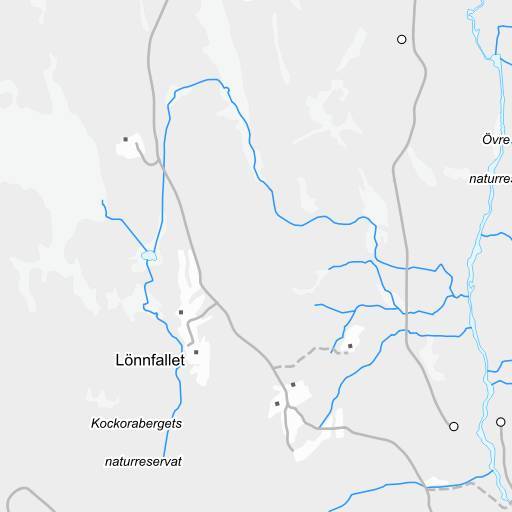 Övre
naturres
Lönnfallet
Kockorabergets
naturreservat